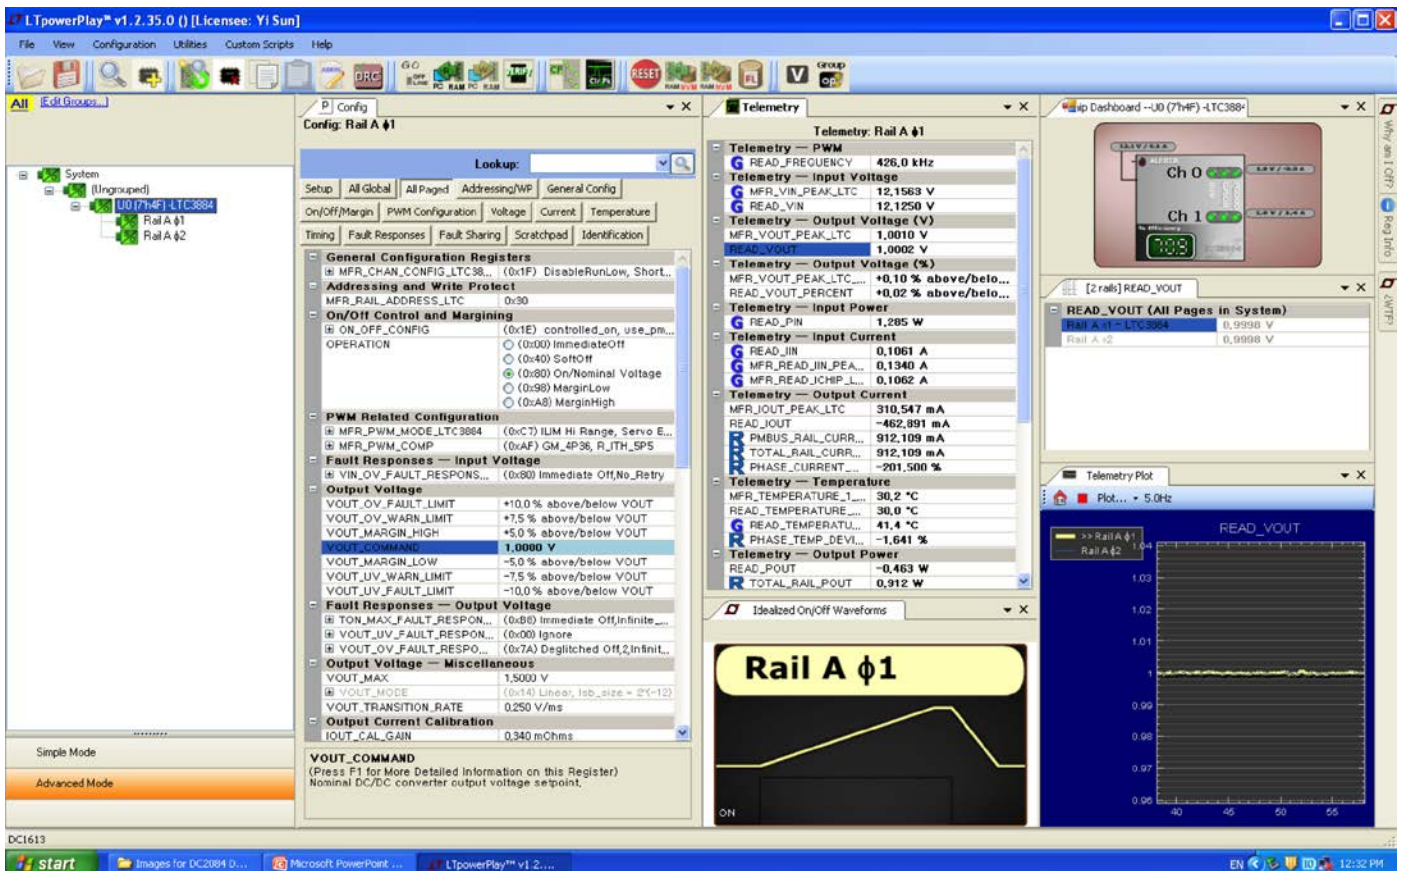 LTpowerPlay™ v1.2.35.0 () [Licensee: Yi Sun]
File View Configuration Utilities Custom Scripts Help
All [Edit Groups...]
System
(Ungrouped)
U0 (7'h4F) -LTC3884
Rail A ϕ1
Rail A ϕ2
Simple Mode
Advanced Mode
Config
Config: Rail A ϕ1
Lookup:
Setup All Global All Paged Addressing/WP General Config
On/Off/Margin PWM Configuration Voltage Current Temperature
Timing Fault Responses Fault Sharing Scratchpad Identification
General Configuration Registers
MFR_CHAN_CONFIG_LTC38... (0x1F) DisableRunLow, Short...
Addressing and Write Protect
MFR_RAIL_ADDRESS_LTC 0x30
On/Off Control and Margining
ON_OFF_CONFIG (0x1E) controlled_on, use_pm...
OPERATION (0x00) ImmediateOff
(0x40) SoftOff
(0x80) On/Nominal Voltage
(0x98) MarginLow
(0xA8) MarginHigh
PWM Related Configuration
MFR_PWM_MODE_LTC3884 (0xC7) ILIM Hi Range, Servo E...
MFR_PWM_COMP (0xAF) GM_4P36, R_ITH_5P5
Fault Responses — Input Voltage
VIN_OV_FAULT_RESPONS... (0x80) Immediate Off,No_Retry
Output Voltage
VOUT_OV_FAULT_LIMIT +10.0 % above/below VOUT
VOUT_OV_WARN_LIMIT +7.5 % above/below VOUT
VOUT_MARGIN_HIGH +5.0 % above/below VOUT
VOUT_COMMAND 1.0000 V
VOUT_MARGIN_LOW -5.0 % above/below VOUT
VOUT_UV_WARN_LIMIT -7.5 % above/below VOUT
VOUT_UV_FAULT_LIMIT -10.0 % above/below VOUT
Fault Responses — Output Voltage
TON_MAX_FAULT_RESPON... (0xB8) Immediate Off,Infinite_...
VOUT_UV_FAULT_RESPON... (0x00) Ignore
VOUT_OV_FAULT_RESPO... (0x7A) Deglitched Off,2,Infinit...
Output Voltage — Miscellaneous
VOUT_MAX 1.5000 V
VOUT_MODE (0x14) Linear, lsb_size = 2^(-12)
VOUT_TRANSITION_RATE 0.250 V/ms
Output Current Calibration
IOUT_CAL_GAIN 0.340 mOhms
VOUT_COMMAND
(Press F1 for More Detailed Information on this Register)
Nominal DC/DC converter output voltage setpoint.
Telemetry
Telemetry: Rail A ϕ1
Telemetry — PWM
READ_FREQUENCY 426.0 kHz
Telemetry — Input Voltage
MFR_VIN_PEAK_LTC 12.1563 V
READ_VIN 12.1250 V
Telemetry — Output Voltage (V)
MFR_VOUT_PEAK_LTC 1.0010 V
READ_VOUT 1.0002 V
Telemetry — Output Voltage (%)
MFR_VOUT_PEAK_LTC_... +0.10 % above/belo...
READ_VOUT_PERCENT +0.02 % above/belo...
Telemetry — Input Power
READ_PIN 1.285 W
Telemetry — Input Current
READ_IIN 0.1061 A
MFR_READ_IIN_PEA... 0.1340 A
MFR_READ_ICHIP_L... 0.1062 A
Telemetry — Output Current
MFR_IOUT_PEAK_LTC 310.547 mA
READ_IOUT -462.891 mA
PMBUS_RAIL_CURR... 912.109 mA
TOTAL_RAIL_CURR... 912.109 mA
PHASE_CURRENT_... -201.500 %
Telemetry — Temperature
MFR_TEMPERATURE_1_... 30.2 °C
READ_TEMPERATURE_... 30.0 °C
READ_TEMPERATU... 41.4 °C
PHASE_TEMP_DEVI... -1.641 %
Telemetry — Output Power
READ_POUT -0.463 W
TOTAL_RAIL_POUT 0.912 W
Idealized On/Off Waveforms
Rail A ϕ1
ON
ip Dashboard --U0 (7'h4F) -LTC388
Ch 0
Ch 1
[2 rails] READ_VOUT
READ_VOUT (All Pages in System)
Rail A ϕ1 - LTC3884 0.9998 V
Rail A ϕ2 0.9998 V
Telemetry Plot
Plot... 5.0Hz
READ_VOUT
>> Rail A ϕ1
Rail A ϕ2
1.04
1.03
1.02
1.01
1
0.99
0.98
0.97
0.96
40 45 50 55
Why am I Off?
Reg Info
¿WTF?
DC1613
start Images for DC2084 D... Microsoft PowerPoint ... LTpowerPlay™ v1.2.... EN 12:32 PM